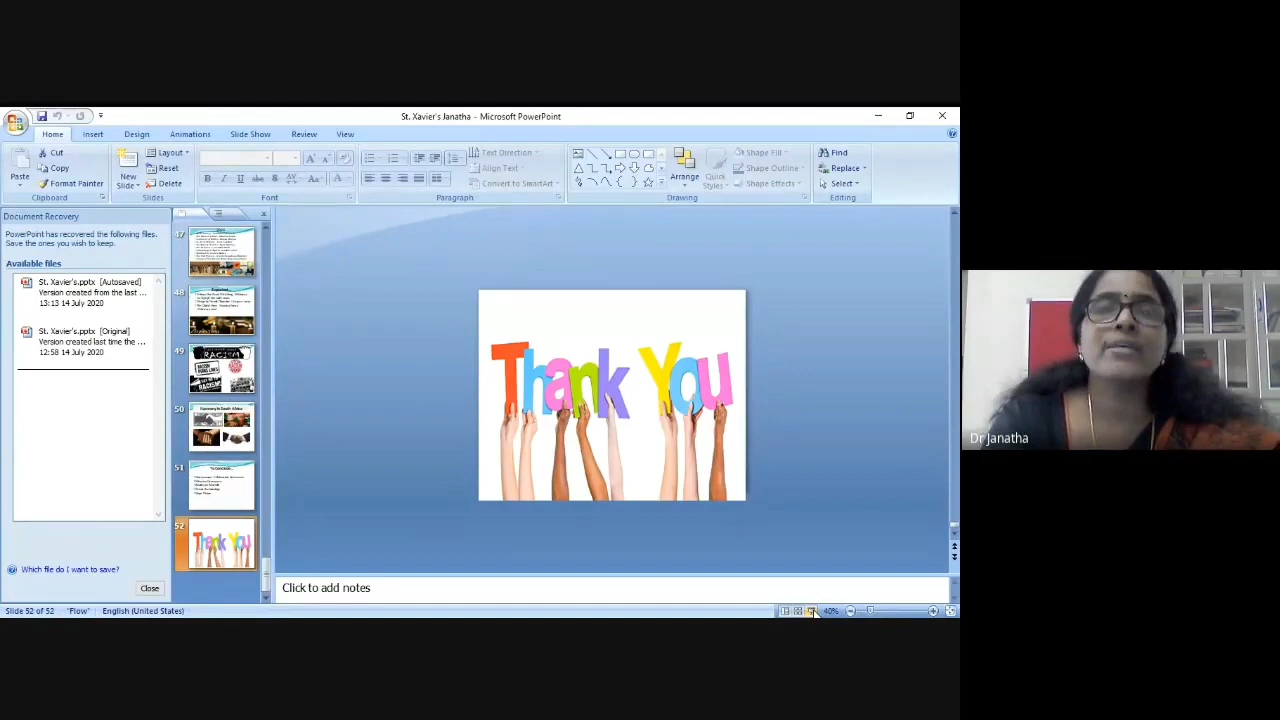 St. Xavier's Janatha - Microsoft PowerPoint
Home Insert Design Animations Slide Show Review View
Paste
Cut
Copy
Format Painter
Clipboard
New
Slide
Layout
Reset
Delete
Slides
Font
Text Direction
Align Text
Convert to SmartArt
Paragraph
Arrange
Quick
Styles
Shape Fill
Shape Outline
Shape Effects
Drawing
Find
Replace
Select
Editing
Document Recovery
PowerPoint has recovered the following files.
Save the ones you wish to keep.
Available files
St. Xavier's.pptx [Autosaved]
Version created from the last ...
13:13 14 July 2020
St. Xavier's.pptx [Original]
Version created last time the ...
12:58 14 July 2020
Which file do I want to save?
Close
47
48
49
RACISM
50
51
To Conclude...
52
Thank You
Thank You
Click to add notes
Slide 52 of 52 "Flow" English (United States)
40%
Dr Janatha